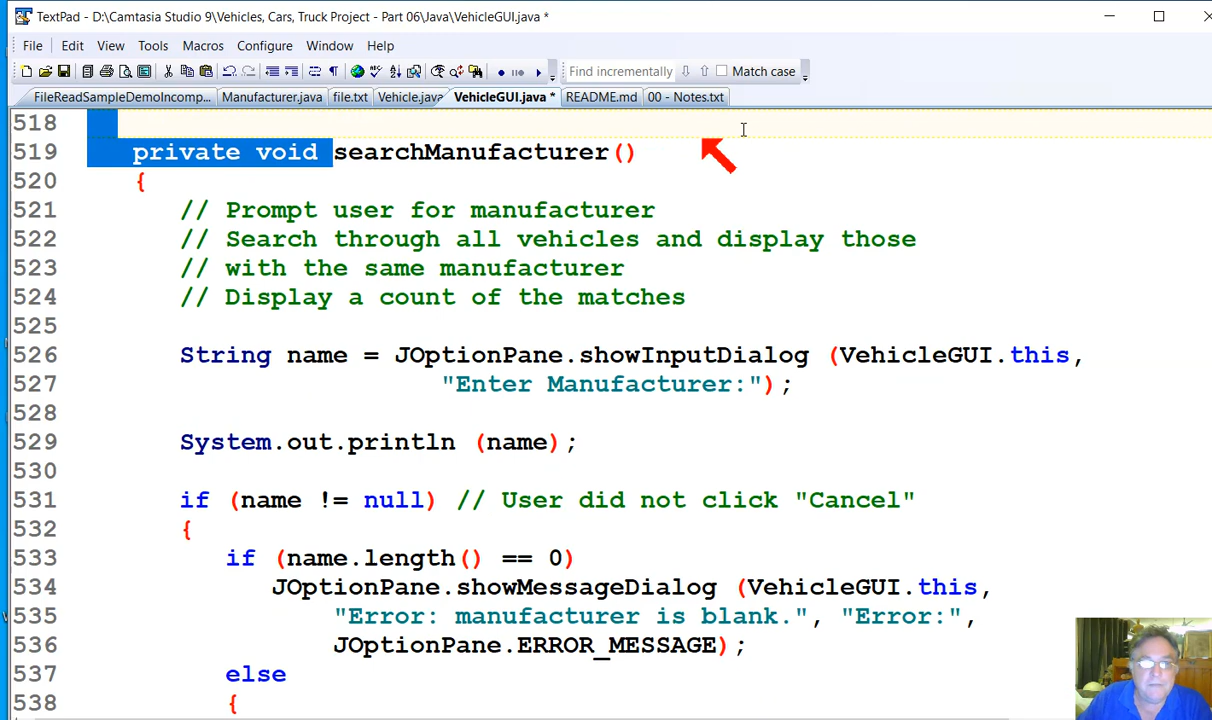 TextPad - D:\Camtasia Studio 9\Vehicles, Cars, Truck Project - Part 06\Java\VehicleGUI.java *
File Edit View Tools Macros Configure Window Help
Find incrementally Match case
FileReadSampleDemoIncomp... Manufacturer.java file.txt Vehicle.java VehicleGUI.java * README.md 00 - Notes.txt
518
519 private void searchManufacturer()
520 {
521 // Prompt user for manufacturer
522 // Search through all vehicles and display those
523 // with the same manufacturer
524 // Display a count of the matches
525
526 String name = JOptionPane.showInputDialog (VehicleGUI.this,
527 "Enter Manufacturer:");
528
529 System.out.println (name);
530
531 if (name != null) // User did not click "Cancel"
532 {
533 if (name.length() == 0)
534 JOptionPane.showMessageDialog (VehicleGUI.this,
535 "Error: manufacturer is blank.", "Error:",
536 JOptionPane.ERROR_MESSAGE);
537 else
538 {